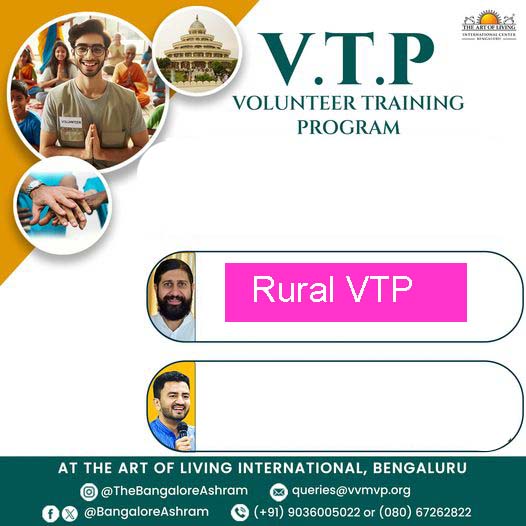 THE ART OF LIVING
INTERNATIONAL CENTER
BENGALURU
V.T.P
VOLUNTEER TRAINING
PROGRAM
VOLUNTEER
Rural VTP
AT THE ART OF LIVING INTERNATIONAL, BENGALURU
@TheBangaloreAshram
queries@vvmvp.org
@BangaloreAshram
(+91) 9036005022 or (080) 67262822